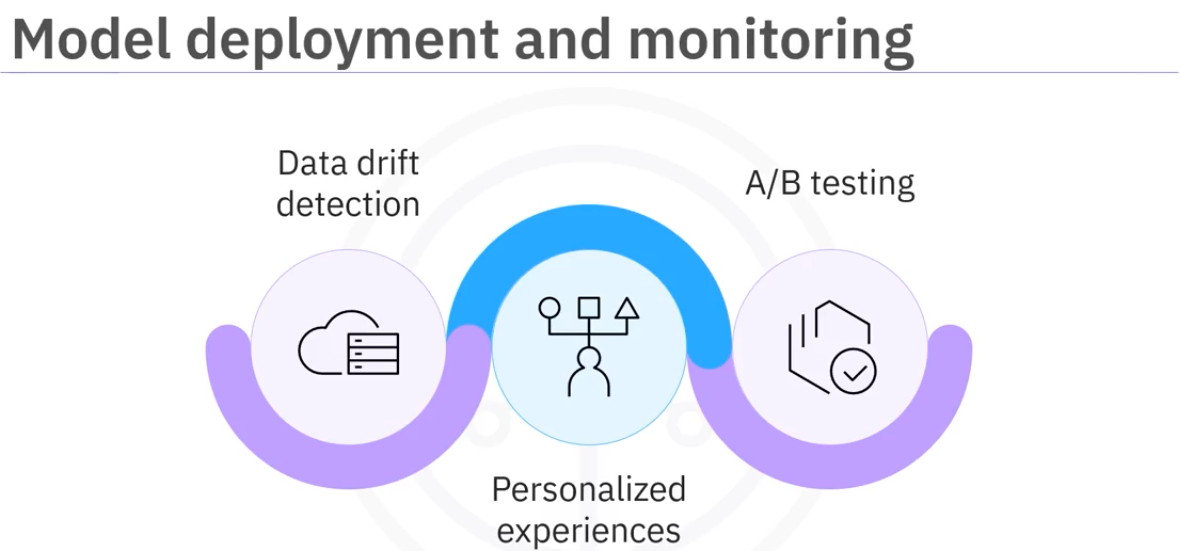 Model deployment and monitoring
Data drift
detection
A/B testing
Personalized
experiences